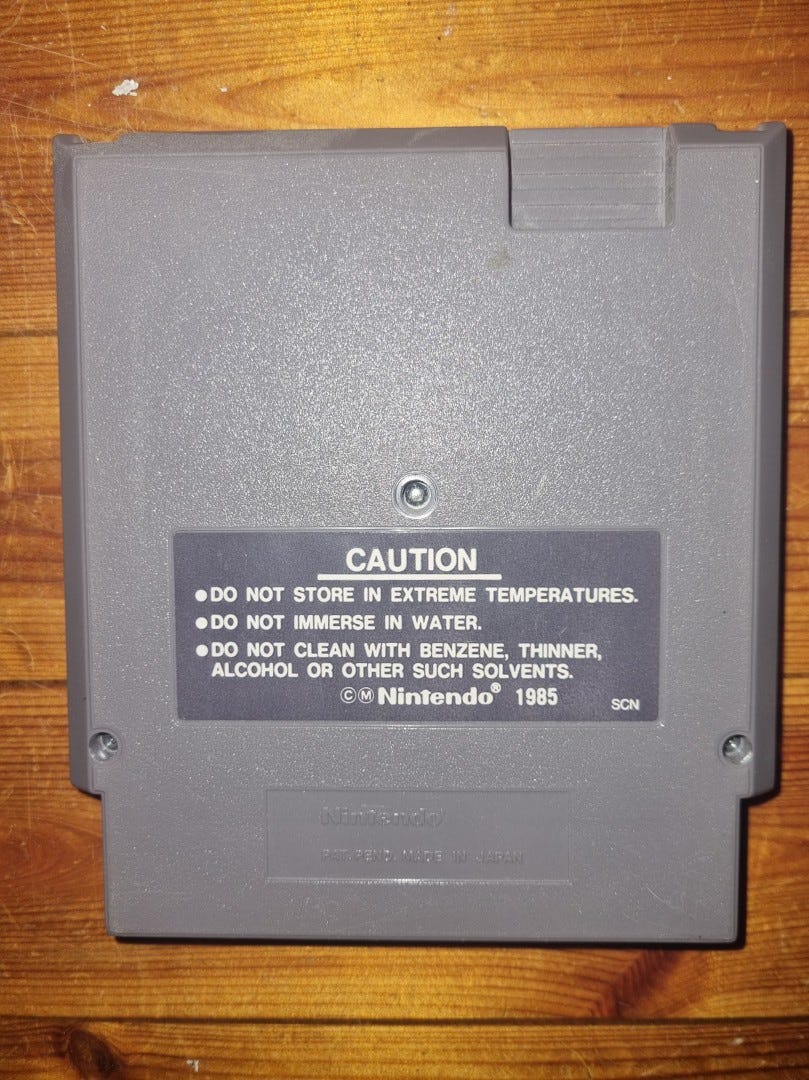 CAUTION
●DO NOT STORE IN EXTREME TEMPERATURES.
●DO NOT IMMERSE IN WATER.
●DO NOT CLEAN WITH BENZENE, THINNER,
ALCOHOL OR OTHER SUCH SOLVENTS.
©Ⓜ Nintendo® 1985
SCN
Nintendo®
PAT. PEND. MADE IN JAPAN